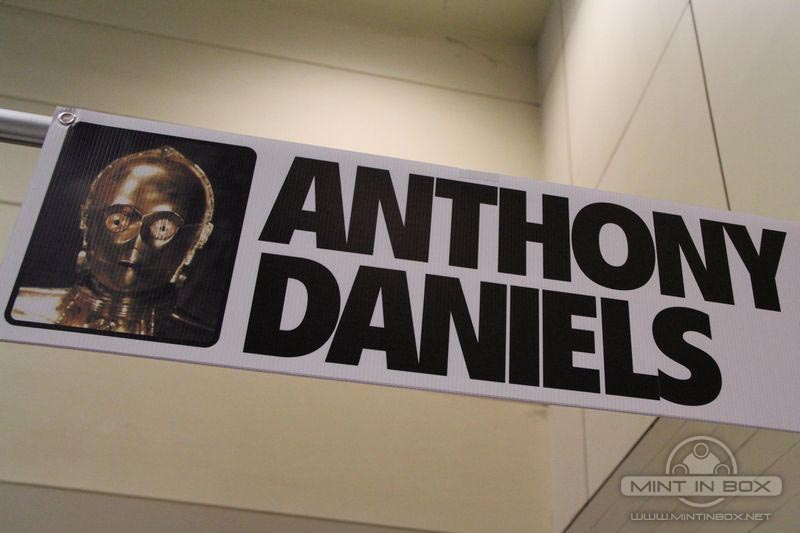 ANTHONY
DANIELS
MINT IN BOX
WWW.MINTINBOX.NET